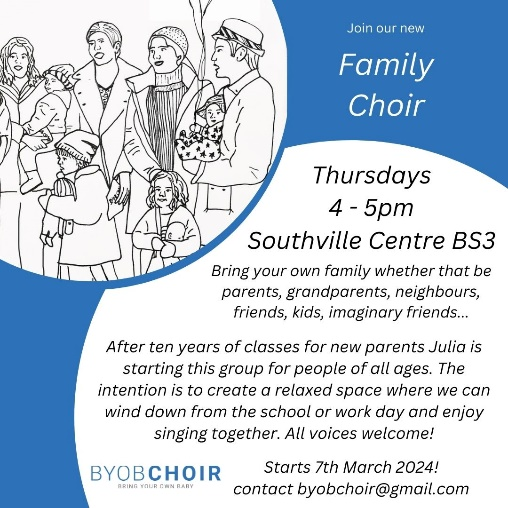 Join our new
Family
Choir
Thursdays
4 - 5pm
Southville Centre BS3
Bring your own family whether that be
parents, grandparents, neighbours,
friends, kids, imaginary friends...
After ten years of classes for new parents Julia is
starting this group for people of all ages. The
intention is to create a relaxed space where we can
wind down from the school or work day and enjoy
singing together. All voices welcome!
BYOBCHOIR
BRING YOUR OWN BABY
Starts 7th March 2024!
contact byobchoir@gmail.com